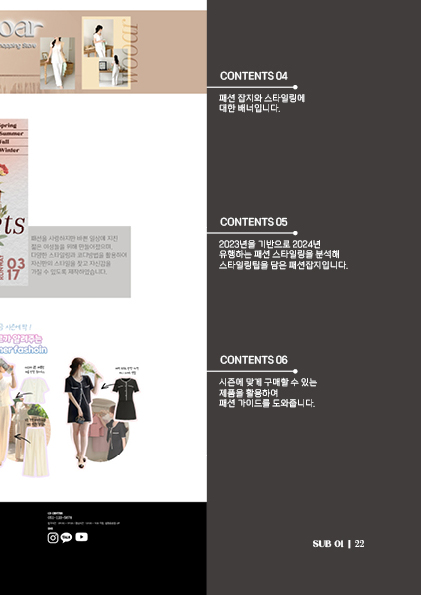 oar
hopping Store
wooar
CONTENTS 04
패션 잡지와 스타일링에
대한 배너입니다.
Spring
Summer
Fall
Winter
03
17
패션을 사랑하지만 바쁜 일상에 지친
젊은 여성들을 위해 만들어졌으며,
다양한 스타일링과 코디방법을 활용하여
자신만의 스타일을 찾고 자신감을
가질 수 있도록 제작하였습니다.
CONTENTS 05
2023년을 기반으로 2024년
유행하는 패션 스타일링을 분석해
스타일링팁을 담은 패션잡지입니다.
가 알려주는
mer fashoin
CONTENTS 06
시즌에 맞게 구매할 수 있는
제품을 활용하여
패션 가이드를 도와줍니다.
SUB 01 | 22